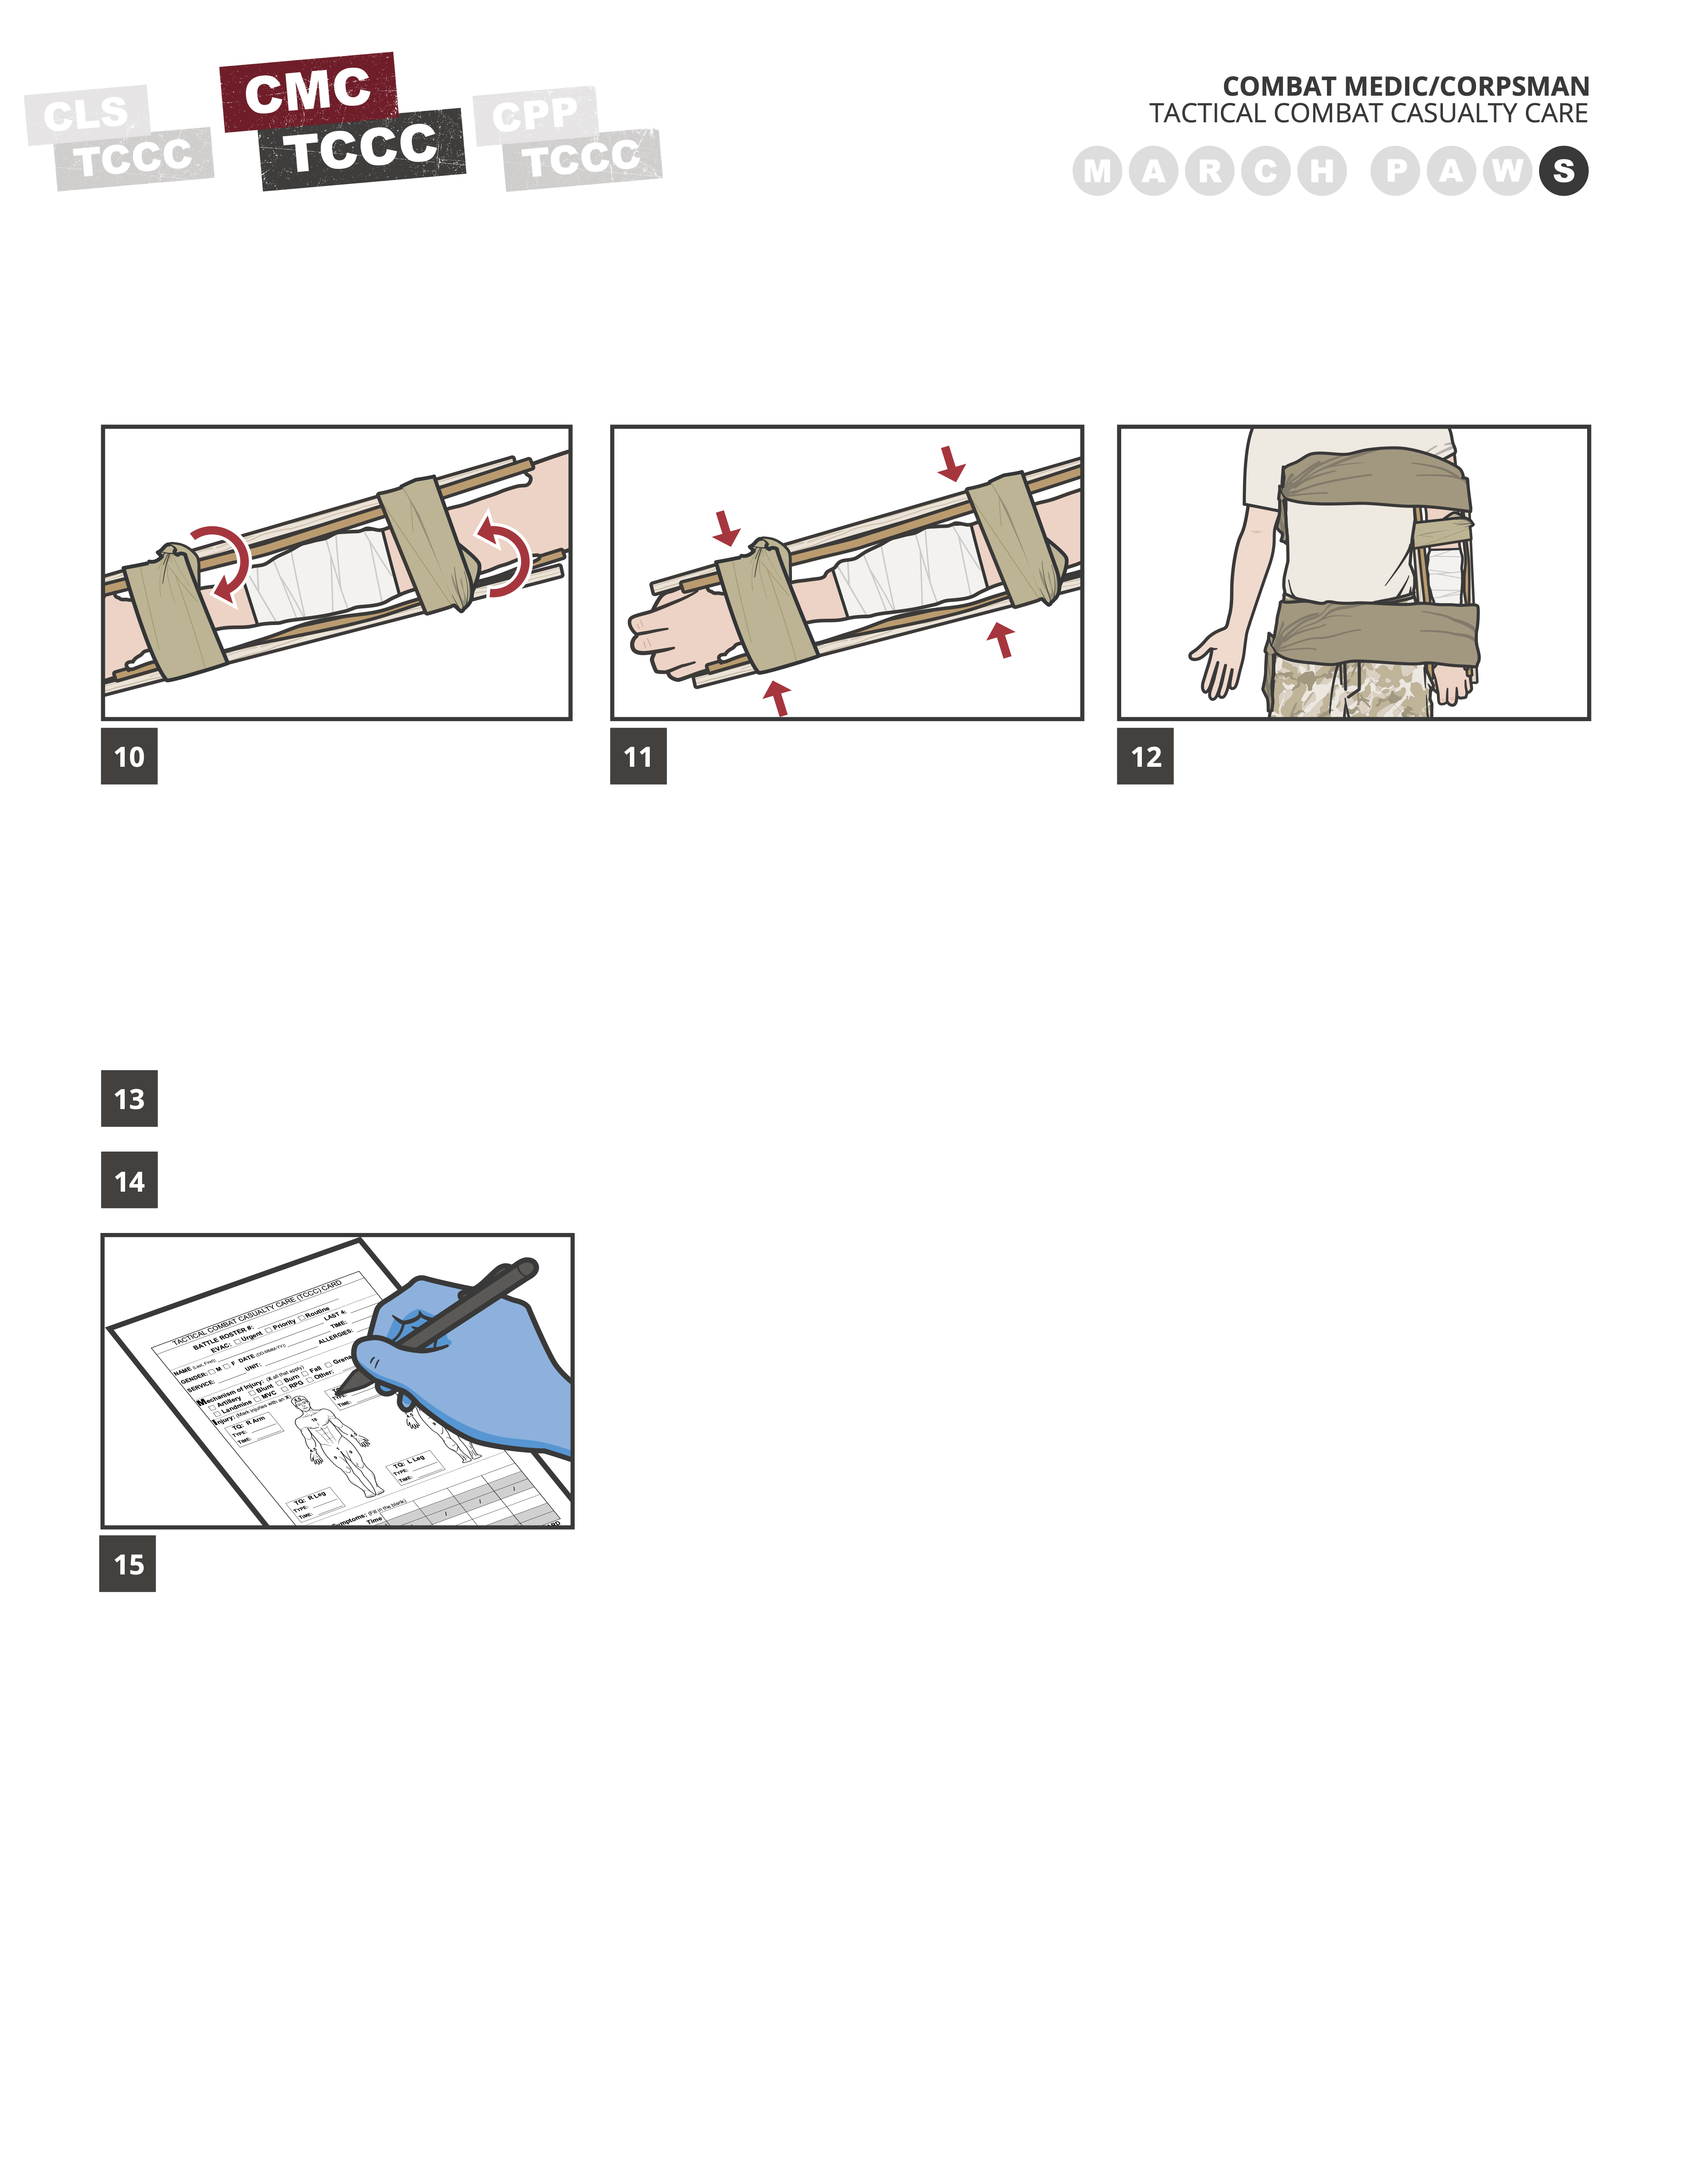 CLS
TCCC
CMC
TCCC
CPP
TCCC
COMBAT MEDIC/CORPSMAN
TACTICAL COMBAT CASUALTY CARE
M A R C H P A W S
10
11
12
13
14
TACTICAL COMBAT CASUALTY CARE (TCCC) CARD
BATTLE ROSTER #:
EVAC: Urgent Priority Routine
NAME (Last, First): LAST 4:
GENDER: M F DATE (DD-MMM-YY): TIME:
SERVICE: UNIT: ALLERGIES:
Mechanism of Injury: (X all that apply)
Artillery Blunt Burn Fall Grena
Landmine MVC RPG Other:
Injury: (Mark injuries with an X)
TQ: R Arm
TYPE:
TIME:
TYPE:
TIME:
TQ: L Leg
TYPE:
TIME:
TQ: R Leg
TYPE:
TIME:
ymptoms: (Fill in the blank)
Time
15